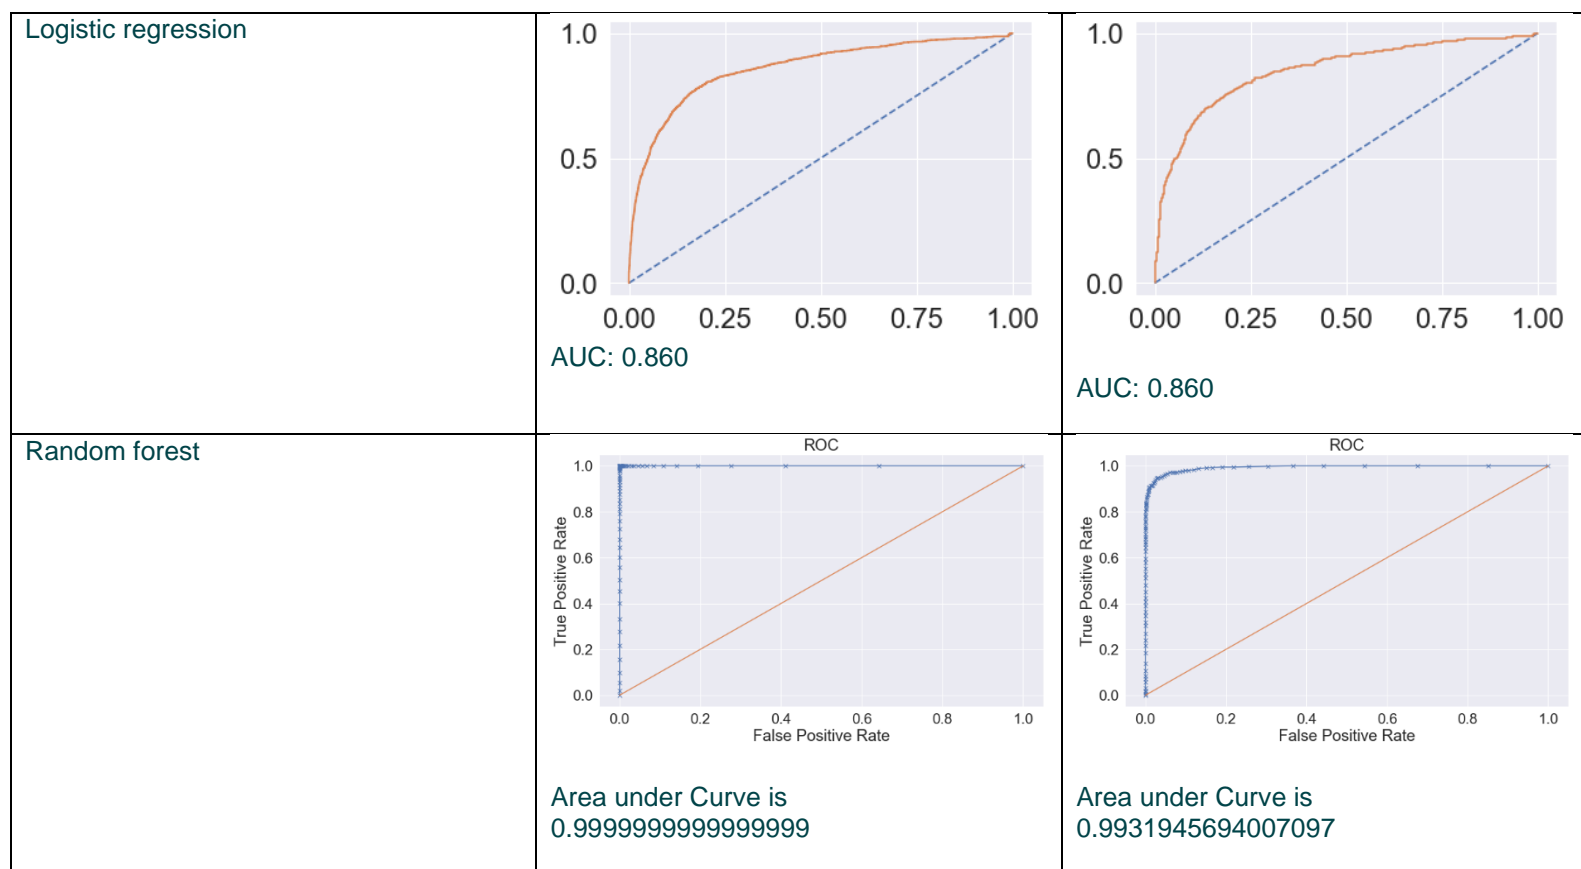 Logistic regression
1.0
0.5
0.0
0.00 0.25 0.50 0.75 1.00
AUC: 0.860
1.0
0.5
0.0
0.00 0.25 0.50 0.75 1.00
AUC: 0.860
Random forest
ROC
True Positive Rate
1.0
0.8
0.6
0.4
0.2
0.0
0.0 0.2 0.4 0.6 0.8 1.0
False Positive Rate
Area under Curve is
0.9999999999999999
ROC
True Positive Rate
1.0
0.8
0.6
0.4
0.2
0.0
0.0 0.2 0.4 0.6 0.8 1.0
False Positive Rate
Area under Curve is
0.9931945694007097